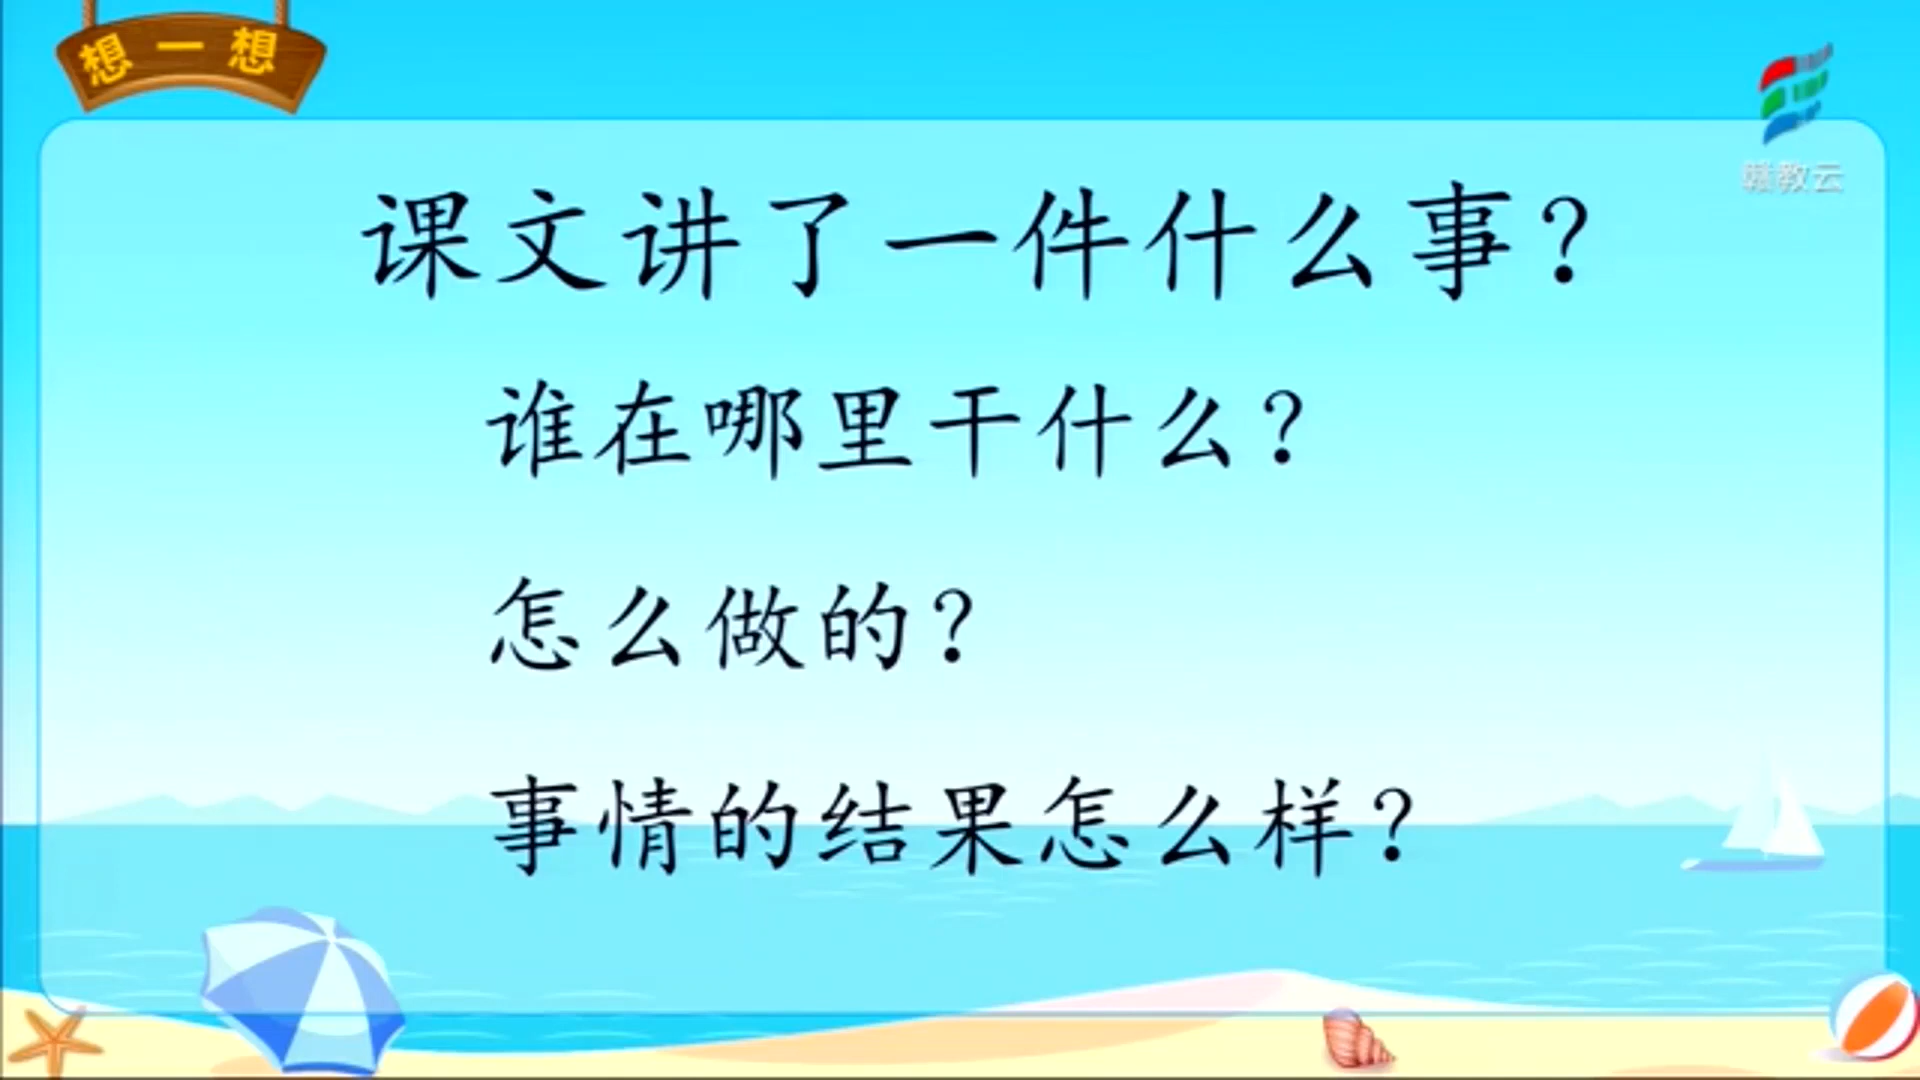 想一想
赣教云
课文讲了一件什么事？
谁在哪里干什么？
怎么做的？
事情的结果怎么样？